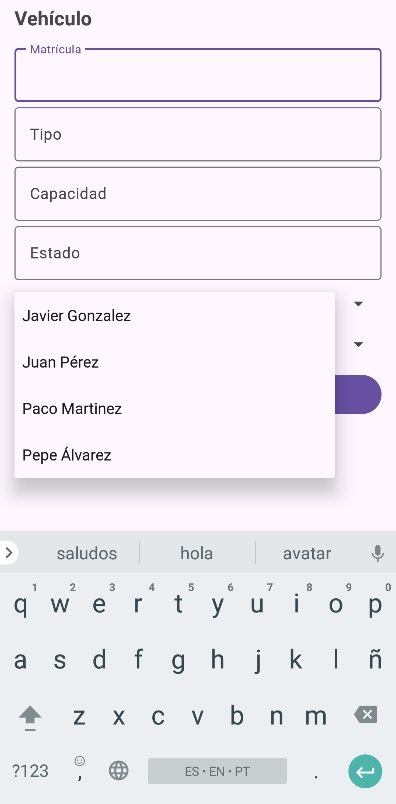 Vehículo
Matrícula
Tipo
Capacidad
Estado
Javier Gonzalez
Juan Pérez
Paco Martinez
Pepe Álvarez
saludos hola avatar
1 2 3 4 5 6 7 8 9 0
q w e r t y u i o p
a s d f g h j k l ñ
z x c v b n m
?123 , ES • EN • PT .